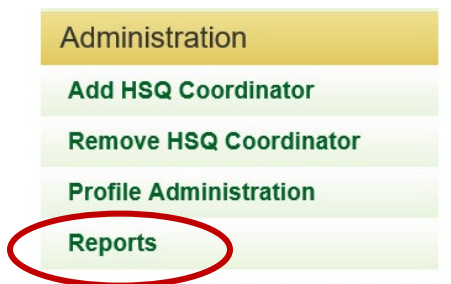 Administration
Add HSQ Coordinator
Remove HSQ Coordinator
Profile Administration
Reports